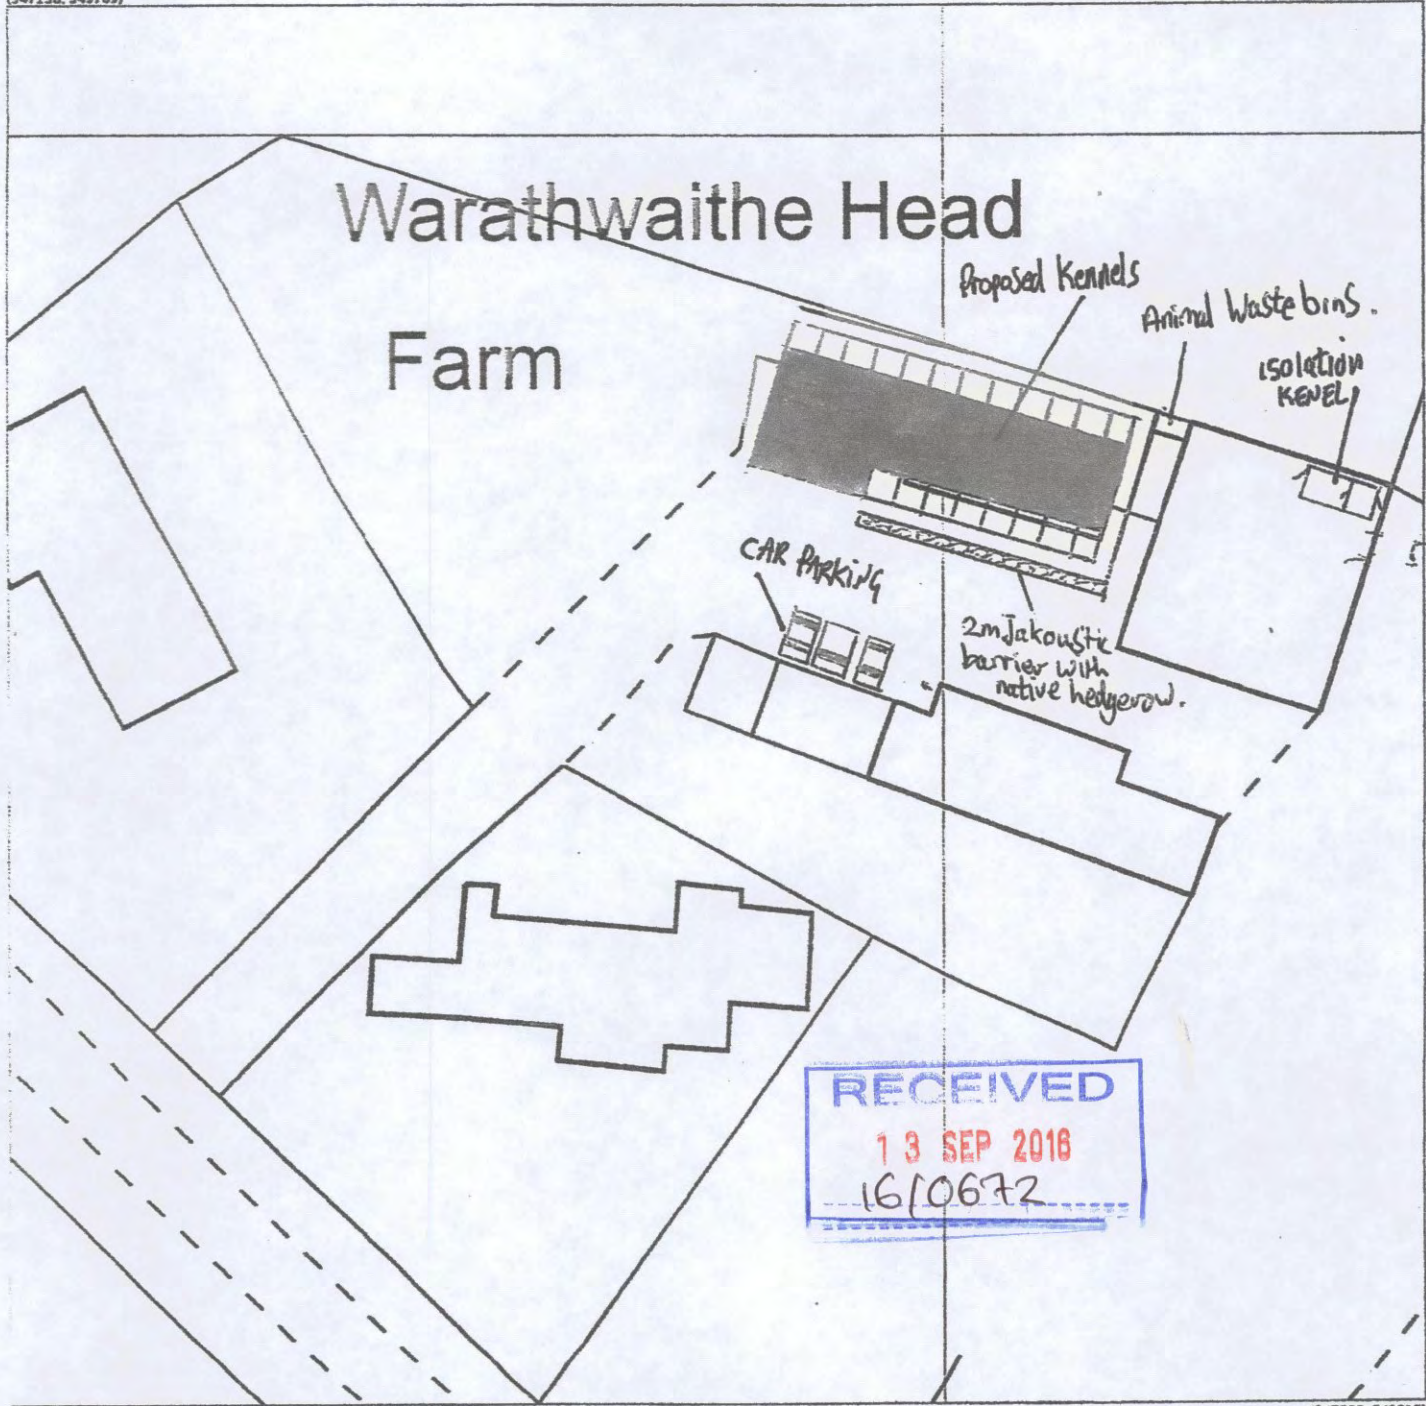 Warathwaithe Head
Farm
Proposed Kennels
Animal Waste bins.
ISOLATION
KENEL
CAR PARKING
2m Jakoustic
barrier with
native hedgerow.
RECEIVED
13 SEP 2016
16/0672